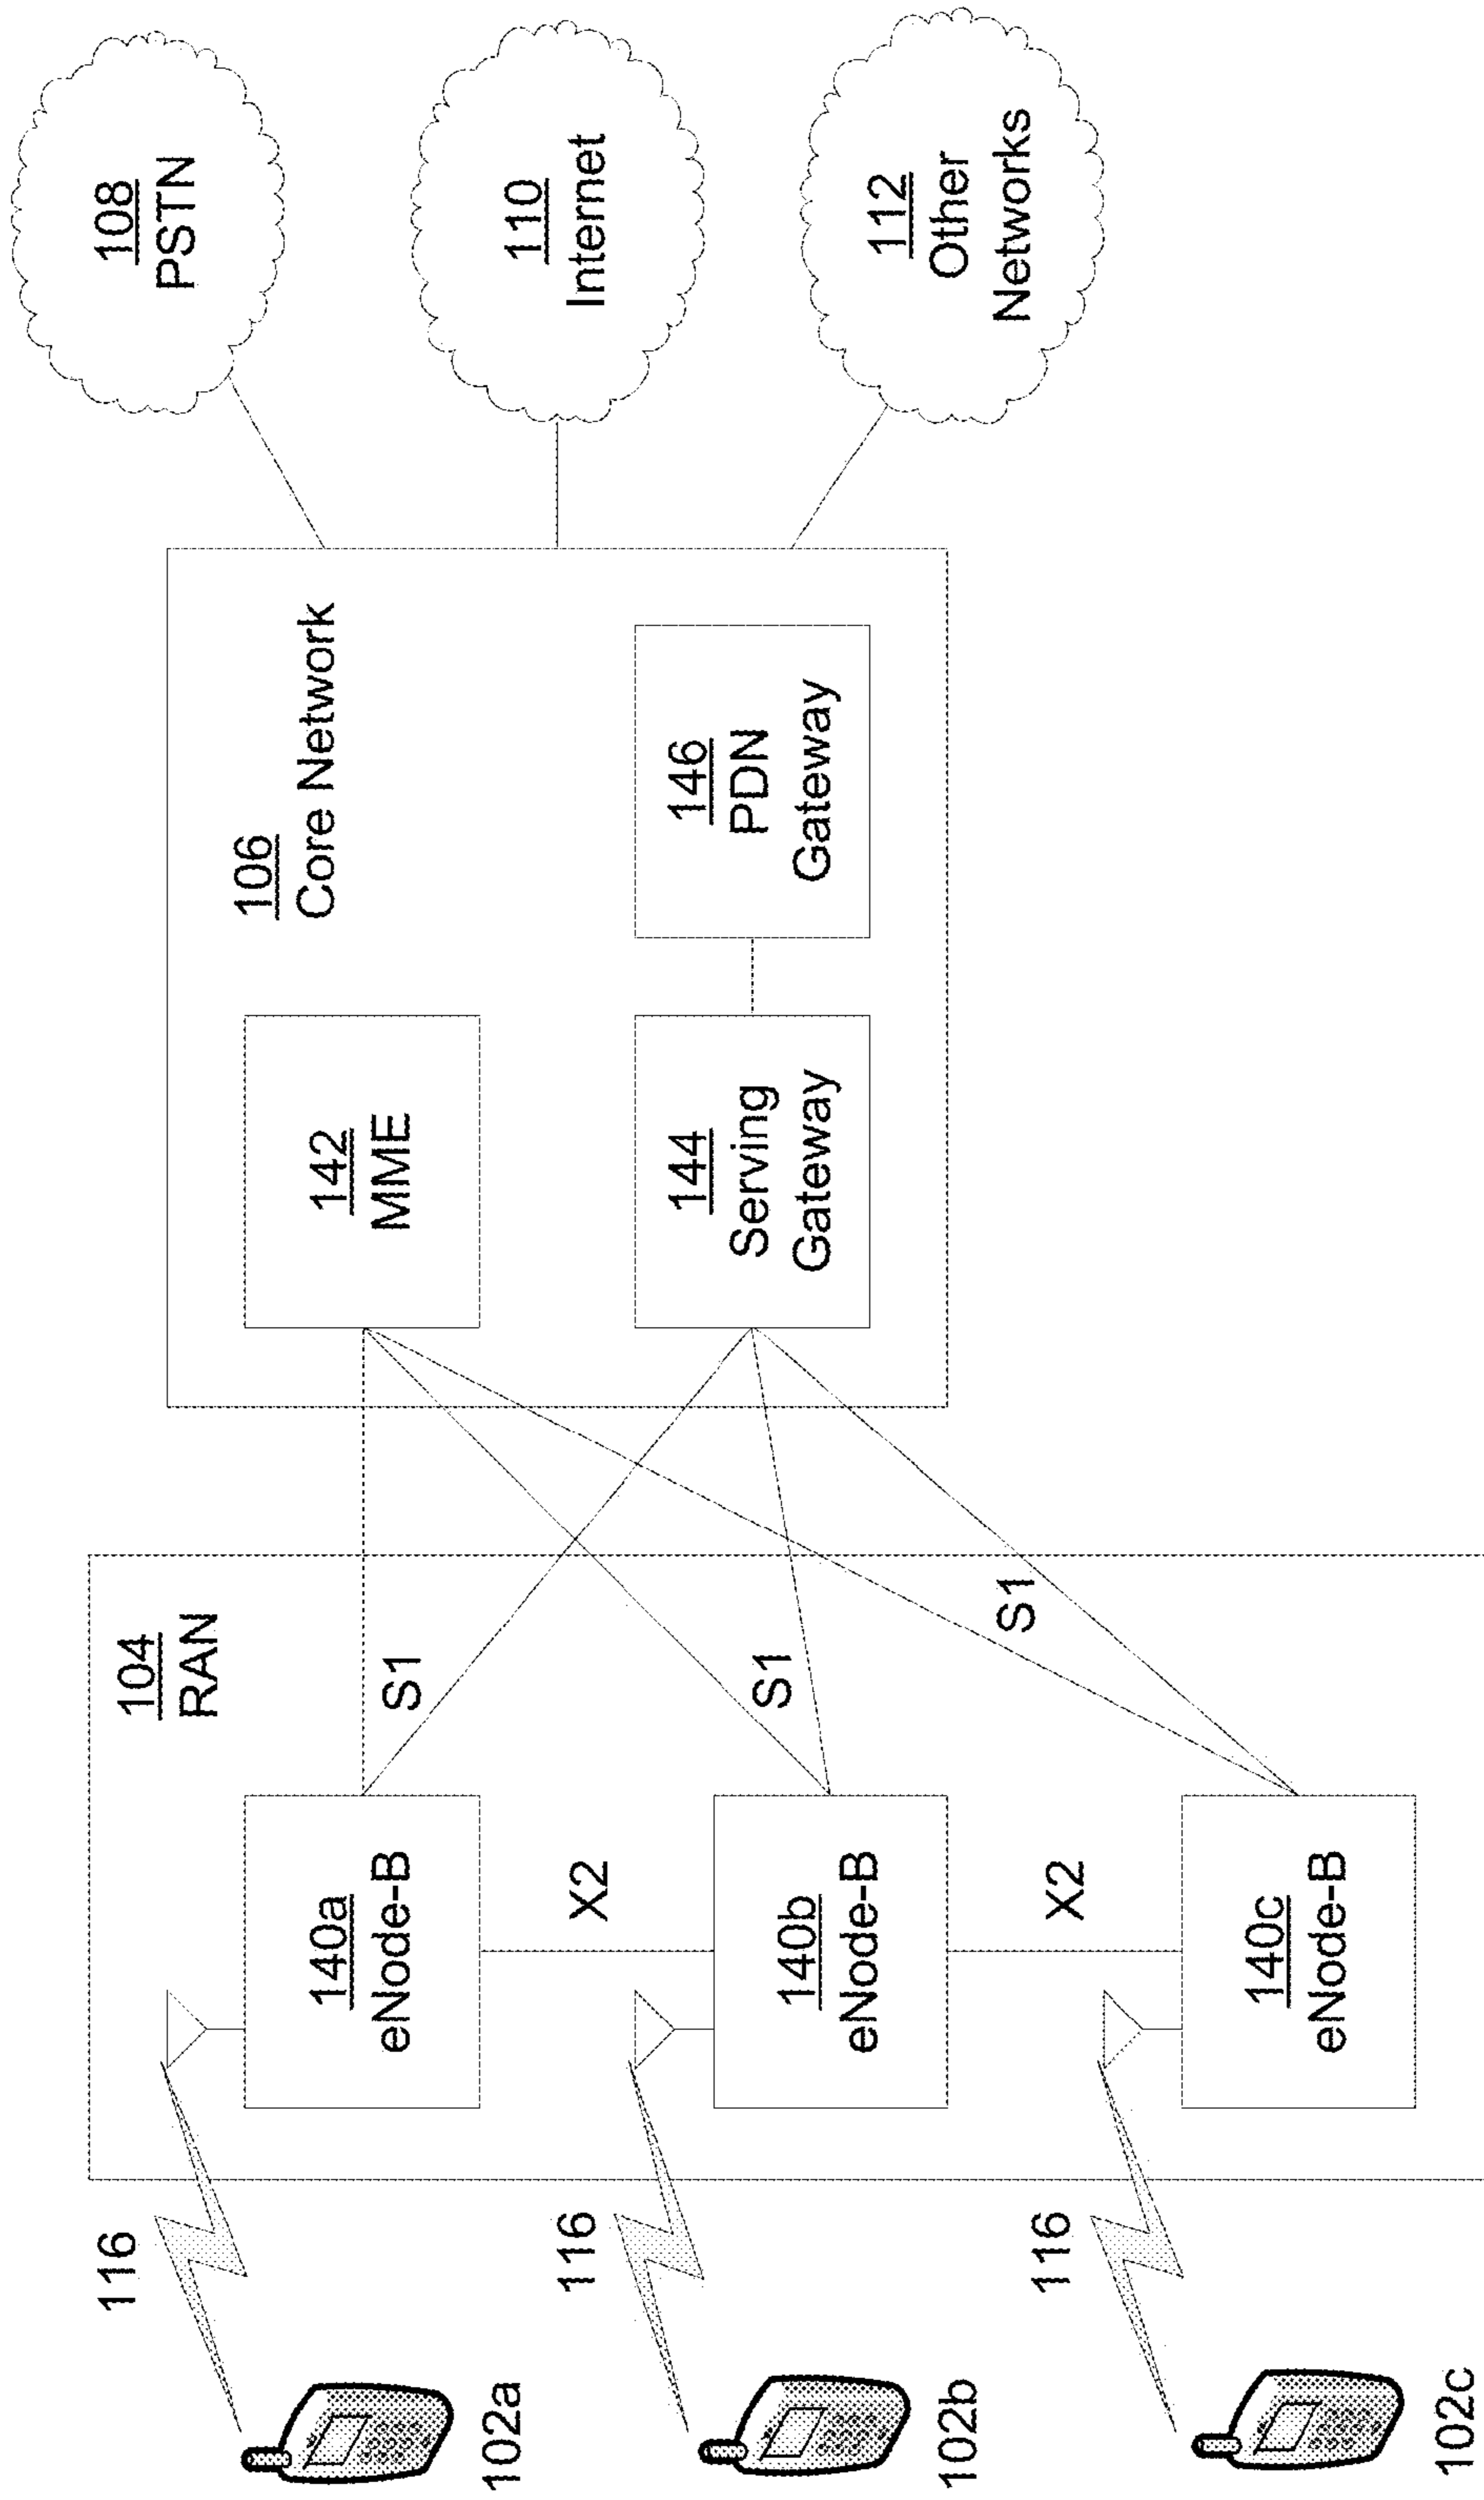 116
102a
116
102b
116
102c
104
RAN
140a
eNode-B
X2
140b
eNode-B
X2
140c
eNode-B
S1
S1
S1
106
Core Network
142
MME
144
Serving
Gateway
146
PDN
Gateway
108
PSTN
110
Internet
112
Other
Networks